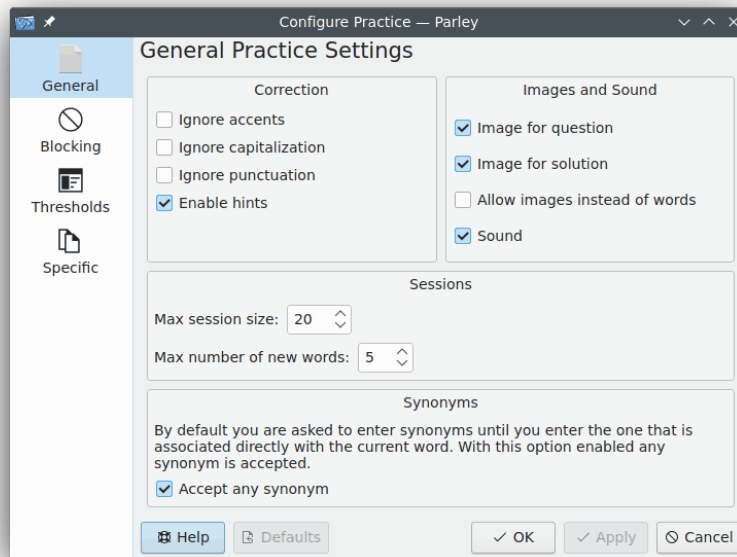 Configure Practice — Parley
General
Blocking
Thresholds
Specific
General Practice Settings
Correction
Ignore accents
Ignore capitalization
Ignore punctuation
Enable hints
Images and Sound
Image for question
Image for solution
Allow images instead of words
Sound
Sessions
Max session size: 20
Max number of new words: 5
Synonyms
By default you are asked to enter synonyms until you enter the one that is
associated directly with the current word. With this option enabled any
synonym is accepted.
Accept any synonym
Help
Defaults
OK
Apply
Cancel